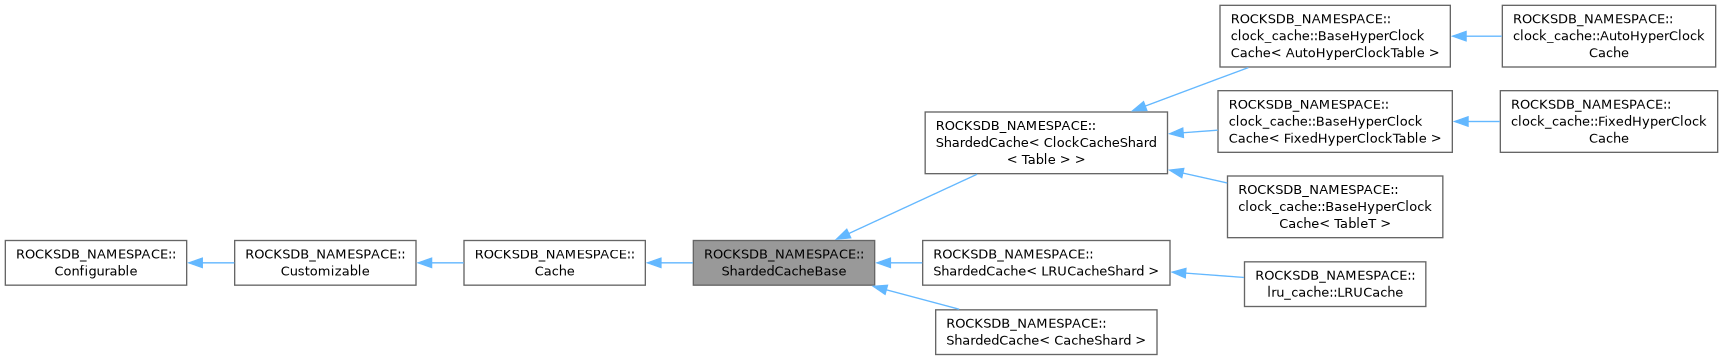 ROCKSDB_NAMESPACE::
clock_cache::BaseHyperClock
Cache< AutoHyperClockTable >
ROCKSDB_NAMESPACE::
clock_cache::AutoHyperClock
Cache
ROCKSDB_NAMESPACE::
clock_cache::BaseHyperClock
Cache< FixedHyperClockTable >
ROCKSDB_NAMESPACE::
clock_cache::FixedHyperClock
Cache
ROCKSDB_NAMESPACE::
ShardedCache< ClockCacheShard
< Table > >
ROCKSDB_NAMESPACE::
clock_cache::BaseHyperClock
Cache< TableT >
ROCKSDB_NAMESPACE::
Configurable
ROCKSDB_NAMESPACE::
Customizable
ROCKSDB_NAMESPACE::
Cache
ROCKSDB_NAMESPACE::
ShardedCacheBase
ROCKSDB_NAMESPACE::
ShardedCache< LRUCacheShard >
ROCKSDB_NAMESPACE::
lru_cache::LRUCache
ROCKSDB_NAMESPACE::
ShardedCache< CacheShard >